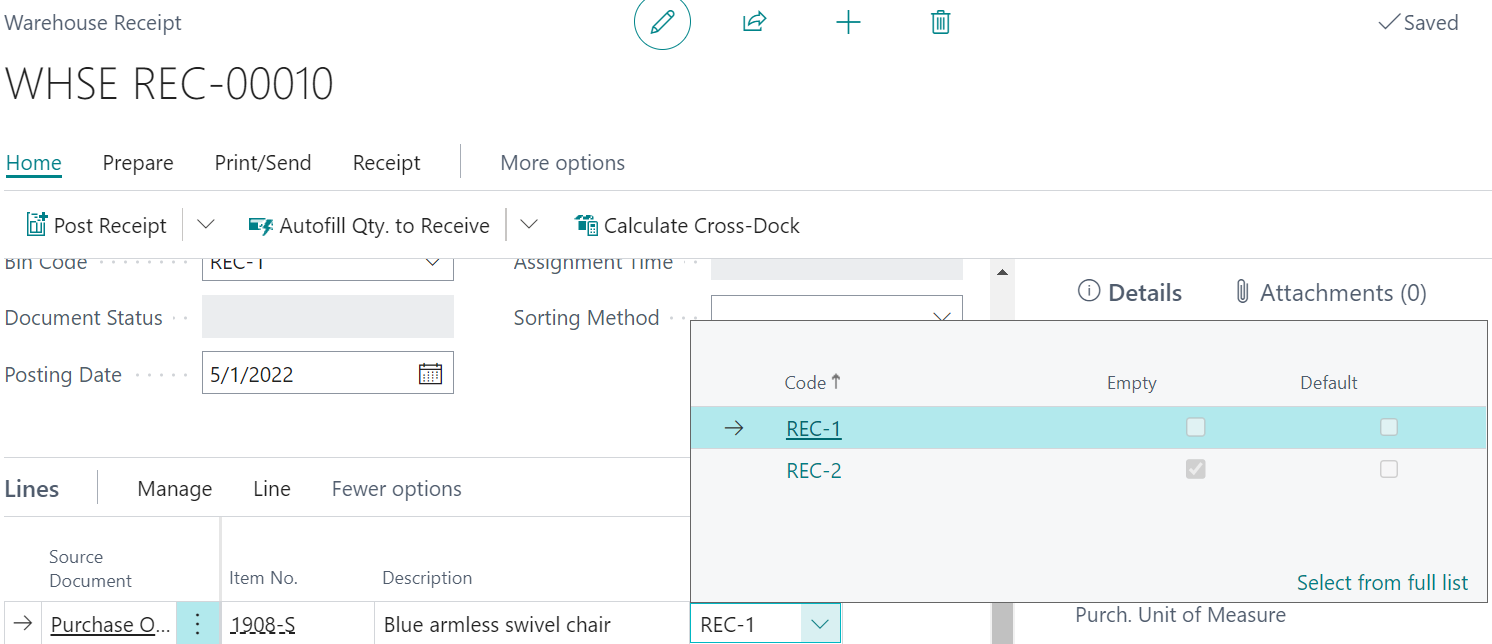 Warehouse Receipt
Saved
WHSE REC-00010
Home Prepare Print/Send Receipt More options
Post Receipt Autofill Qty. to Receive Calculate Cross-Dock
Bin Code REC-1 Assignment Time
Details Attachments (0)
Document Status Sorting Method
Posting Date 5/1/2022
Code Empty Default
REC-1
REC-2
Lines Manage Line Fewer options
Source
Document Item No. Description
Select from full list
Purchase O... 1908-S Blue armless swivel chair REC-1
Purch. Unit of Measure